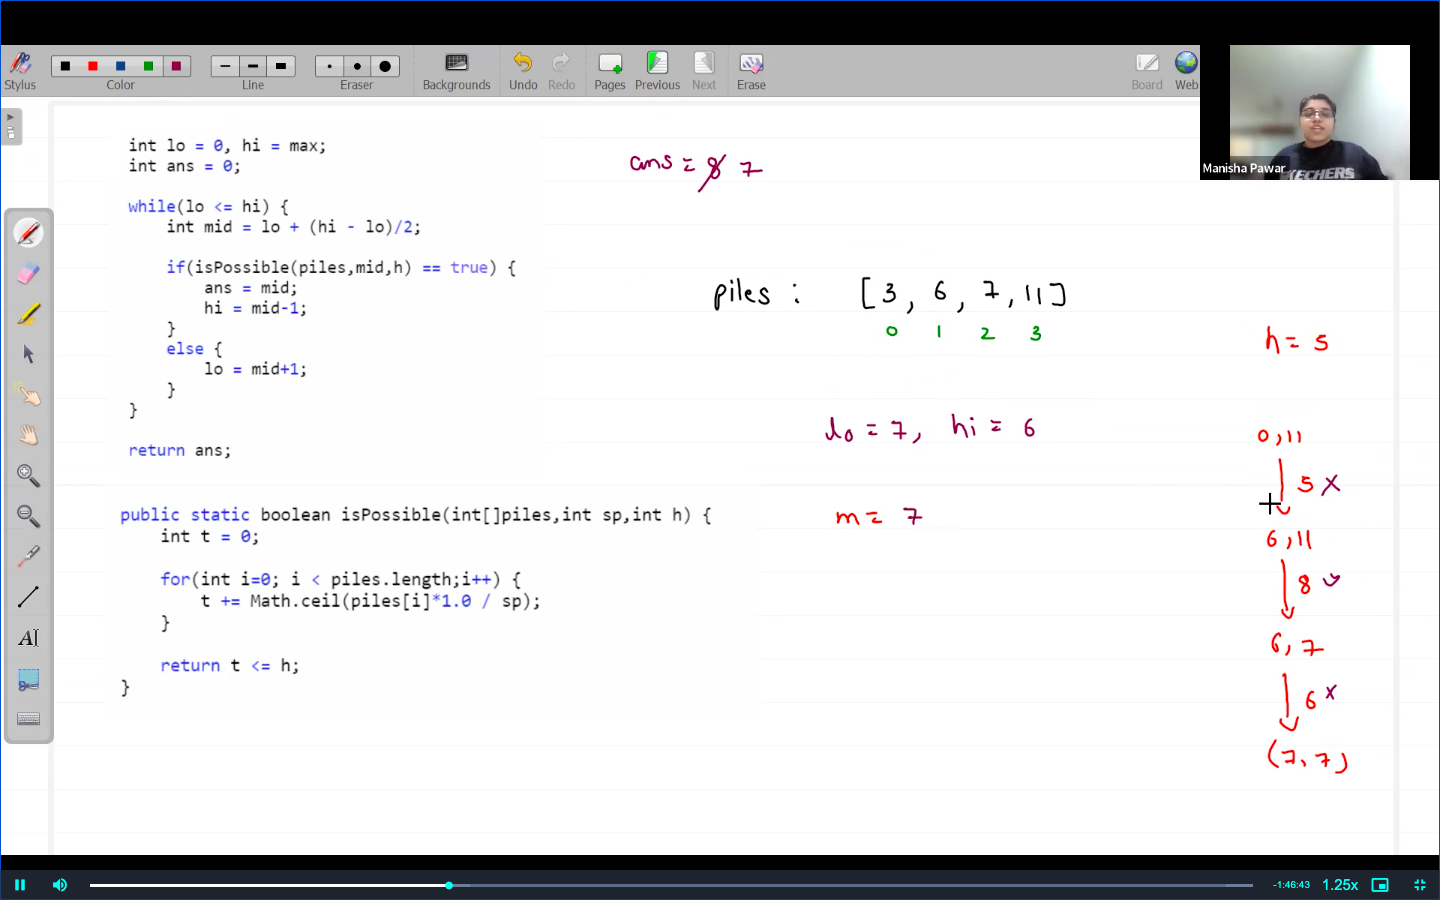 Stylus Color Line Eraser Backgrounds Undo Redo Pages Previous Next Erase Board Web
Manisha Pawar
SKECHERS
int lo = 0, hi = max;
int ans = 0;
while(lo <= hi) {
int mid = lo + (hi - lo)/2;
if(isPossible(piles,mid,h) == true) {
ans = mid;
hi = mid-1;
}
else {
lo = mid+1;
}
}
return ans;
public static boolean isPossible(int[]piles,int sp,int h) {
int t = 0;
for(int i=0; i < piles.length;i++) {
t += Math.ceil(piles[i]*1.0 / sp);
}
return t <= h;
}
ans = 8 7
piles : [3, 6, 7, 11]
0 1 2 3
h = 5
lo = 7, hi = 6
m = 7
0, 11
5 x
6, 11
8 ✓
6, 7
6 x
(7, 7)
AI
-1:46:43 1.25x